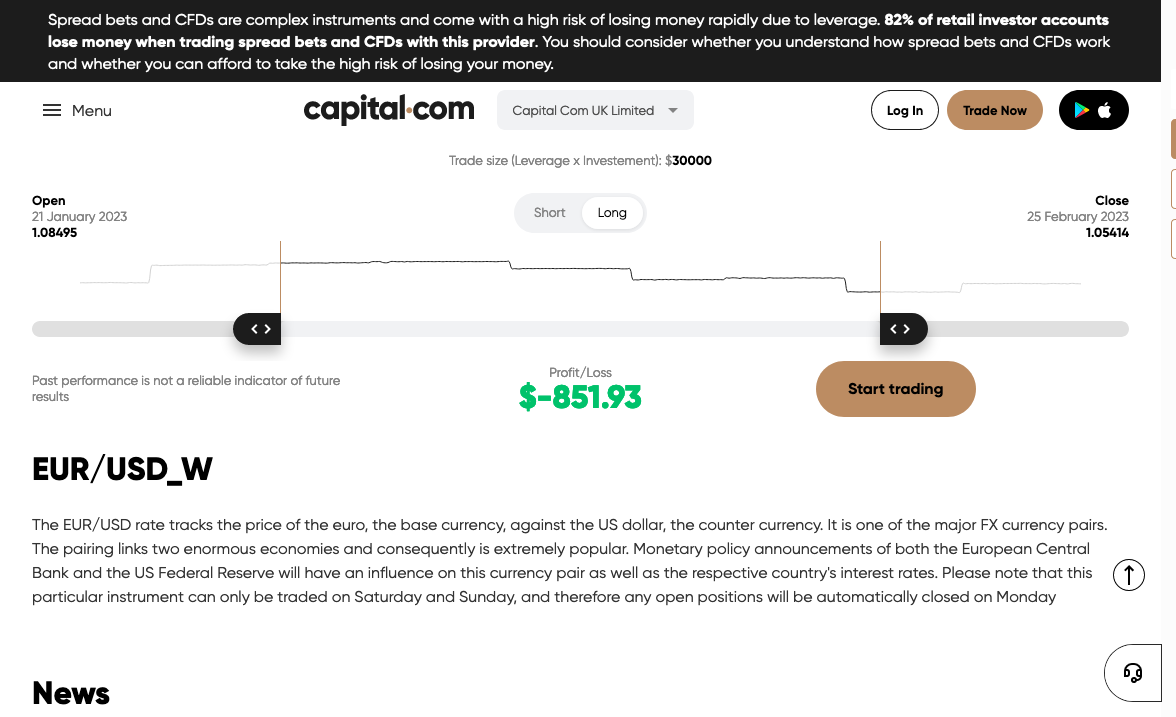 Spread bets and CFDs are complex instruments and come with a high risk of losing money rapidly due to leverage. 82% of retail investor accounts
lose money when trading spread bets and CFDs with this provider. You should consider whether you understand how spread bets and CFDs work
and whether you can afford to take the high risk of losing your money.
Menu
capital.com
Capital Com UK Limited
Log In
Trade Now
Trade size (Leverage x Investement): $30000
Open
21 January 2023
1.08495
Short
Long
Close
25 February 2023
1.05414
Past performance is not a reliable indicator of future
results
Profit/Loss
$-851.93
Start trading
EUR/USD_W
The EUR/USD rate tracks the price of the euro, the base currency, against the US dollar, the counter currency. It is one of the major FX currency pairs.
The pairing links two enormous economies and consequently is extremely popular. Monetary policy announcements of both the European Central
Bank and the US Federal Reserve will have an influence on this currency pair as well as the respective country's interest rates. Please note that this
particular instrument can only be traded on Saturday and Sunday, and therefore any open positions will be automatically closed on Monday
News